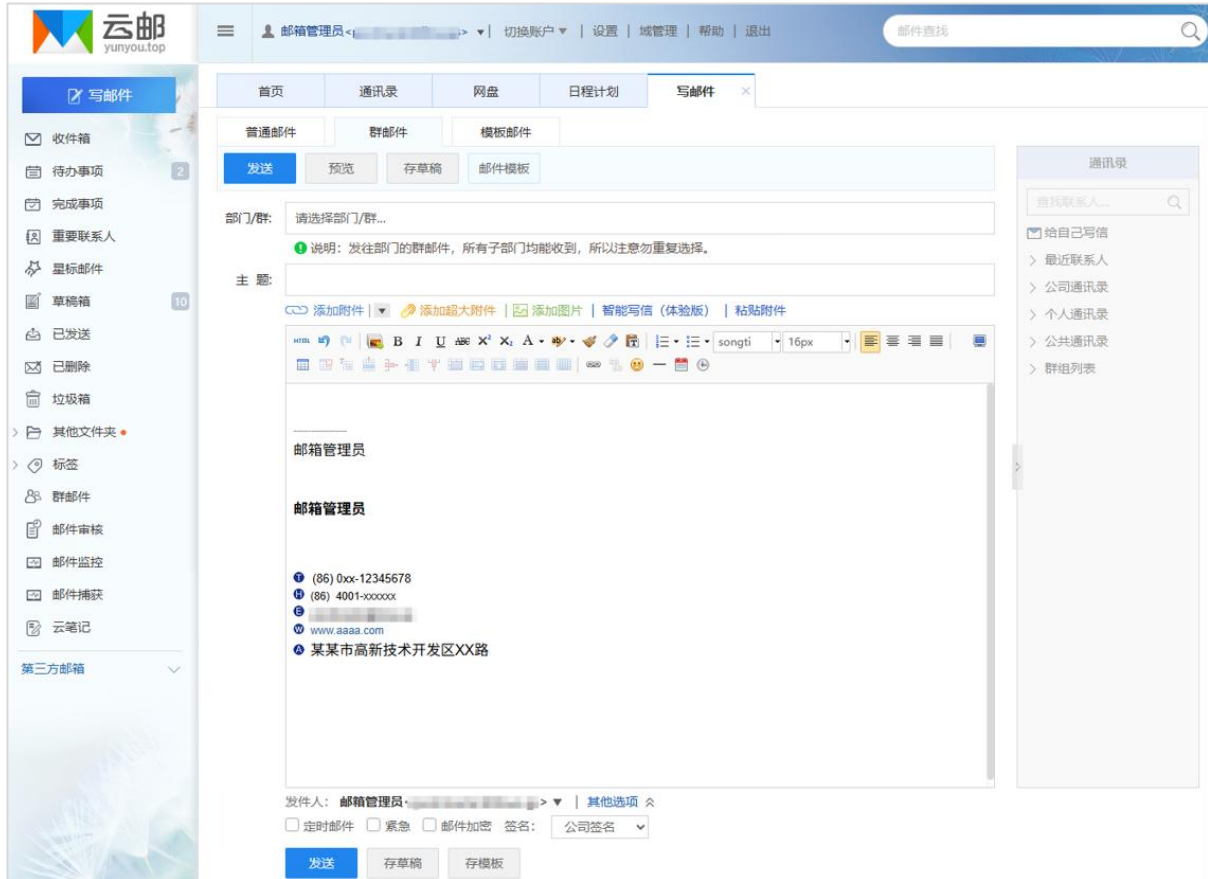 云邮
yunyou.top
邮箱管理员< > ▼| 切换账户▼ | 设置 | 域管理 | 帮助 | 退出
邮件查找
写邮件
收件箱
待办事项 2
完成事项
重要联系人
星标邮件
草稿箱 10
已发送
已删除
垃圾箱
其他文件夹
标签
群邮件
邮件审核
邮件监控
邮件捕获
云笔记
第三方邮箱
首页 通讯录 网盘 日程计划 写邮件 ×
普通邮件 群邮件 模板邮件
发送 预览 存草稿 邮件模板
部门/群: 请选择部门/群...
说明：发往部门的群邮件，所有子部门均能收到，所以注意勿重复选择。
主 题:
添加附件 | ▼ 添加超大附件 | 添加图片 | 智能写信（体验版） | 粘贴附件
HTML B I U ABC X² X₂ A songti 16px
邮箱管理员
邮箱管理员
T (86) 0xx-12345678
H (86) 4001-xxxxxx
E
W www.aaaa.com
A 某某市高新技术开发区XX路
发件人： 邮箱管理员< > ▼ | 其他选项
定时邮件 紧急 邮件加密 签名： 公司签名
发送 存草稿 存模板
通讯录
查找联系人...
给自己写信
最近联系人
公司通讯录
个人通讯录
公共通讯录
群组列表